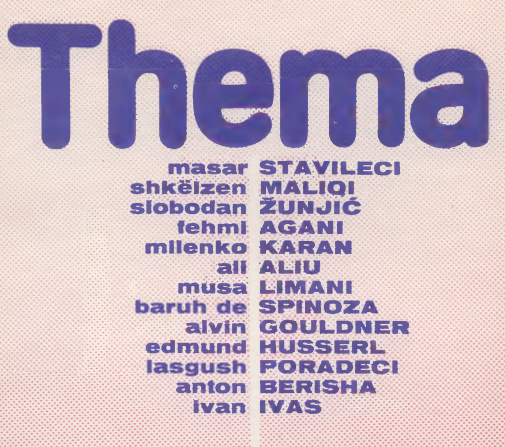 Thema
masar STAVILECI
shkëlzen MALIQI
slobodan ŽUNJIĆ
fehmi AGANI
milenko KARAN
ali ALIU
musa LIMANI
baruh de SPINOZA
alvin GOULDNER
edmund HUSSERL
lasgush PORADECI
anton BERISHA
ivan IVAS